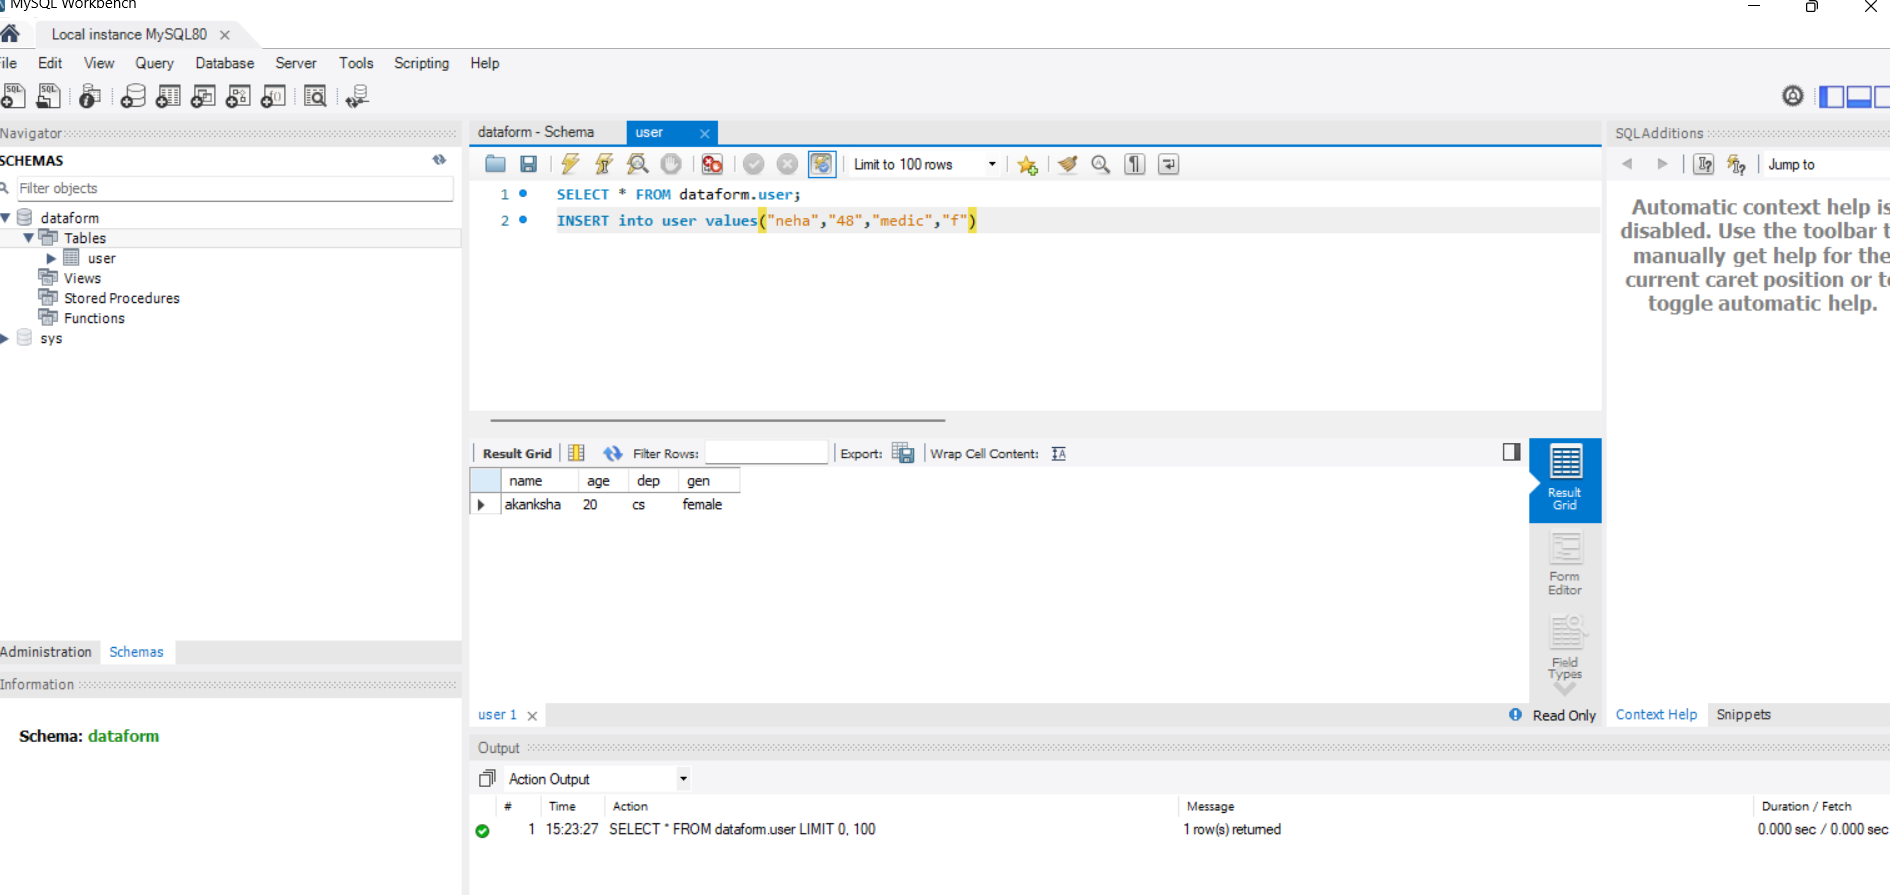 MySQL Workbench
Local instance MySQL80
ile Edit View Query Database Server Tools Scripting Help
Navigator
SCHEMAS
Filter objects
dataform
Tables
user
Views
Stored Procedures
Functions
sys
Administration Schemas
Information
Schema: dataform
dataform - Schema user
Limit to 100 rows
1 SELECT * FROM dataform.user;
2 INSERT into user values("neha","48","medic","f")
Result Grid Filter Rows: Export: Wrap Cell Content:
name age dep gen
akanksha 20 cs female
Result
Grid
Form
Editor
Field
Types
user 1
Read Only
Output
Action Output
# Time Action Message Duration / Fetch
1 15:23:27 SELECT * FROM dataform.user LIMIT 0, 100 1 row(s) returned 0.000 sec / 0.000 sec
SQLAdditions
Jump to
Automatic context help is
disabled. Use the toolbar t
manually get help for the
current caret position or to
toggle automatic help.
Context Help Snippets